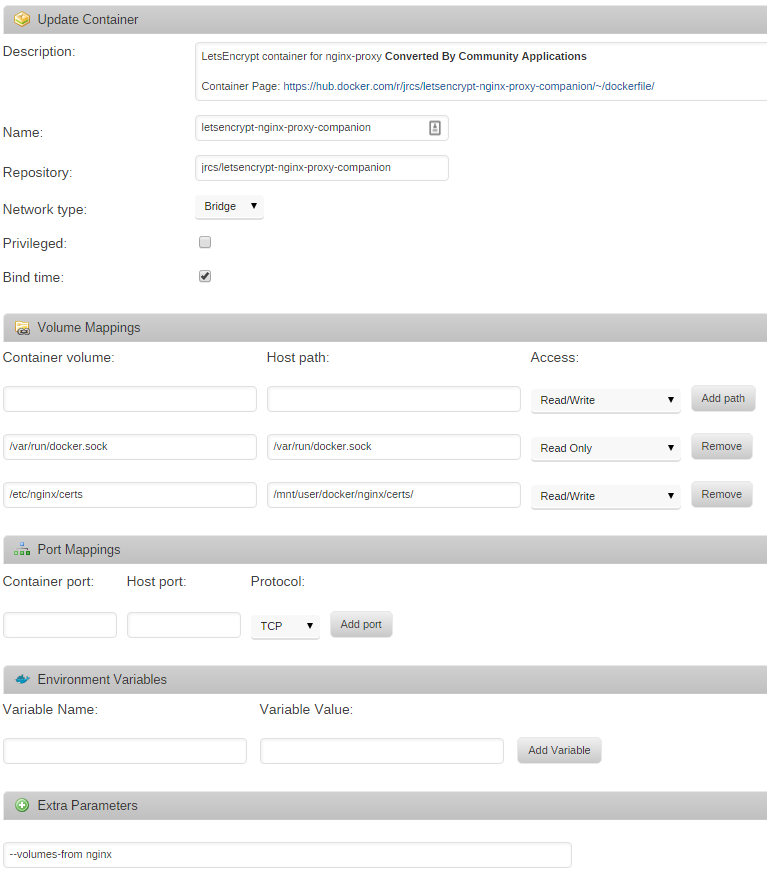 Update Container
Description:
LetsEncrypt container for nginx-proxy Converted By Community Applications
Container Page: https://hub.docker.com/r/jrcs/letsencrypt-nginx-proxy-companion/~/dockerfile/
Name:
letsencrypt-nginx-proxy-companion
Repository:
jrcs/letsencrypt-nginx-proxy-companion
Network type:
Bridge
Privileged:
Bind time:
Volume Mappings
Container volume: Host path: Access:
Read/Write Add path
/var/run/docker.sock /var/run/docker.sock Read Only Remove
/etc/nginx/certs /mnt/user/docker/nginx/certs/ Read/Write Remove
Port Mappings
Container port: Host port: Protocol:
TCP Add port
Environment Variables
Variable Name: Variable Value:
Add Variable
Extra Parameters
--volumes-from nginx